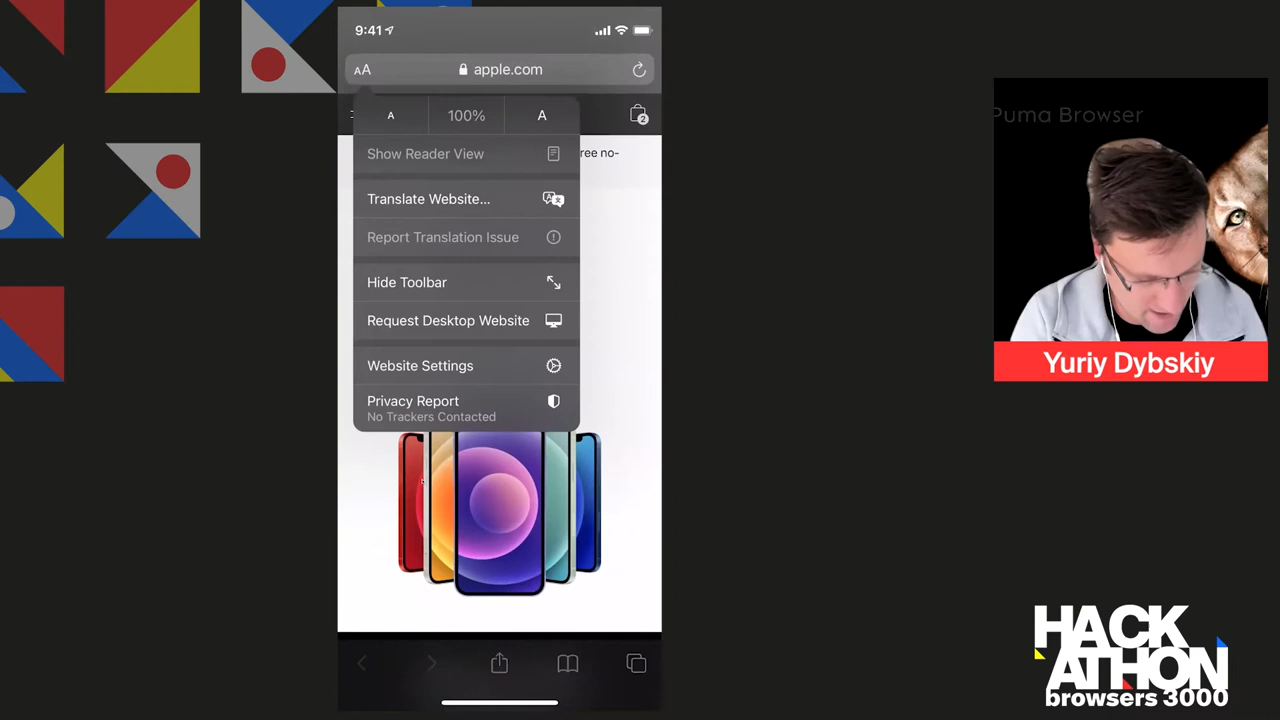 9:41
AA
apple.com
A
100%
A
2
Show Reader View
ree no-
Translate Website...
Report Translation Issue
Hide Toolbar
Request Desktop Website
Website Settings
Privacy Report
No Trackers Contacted
Puma Browser
Yuriy Dybskiy
HACK
ATHON
browsers 3000